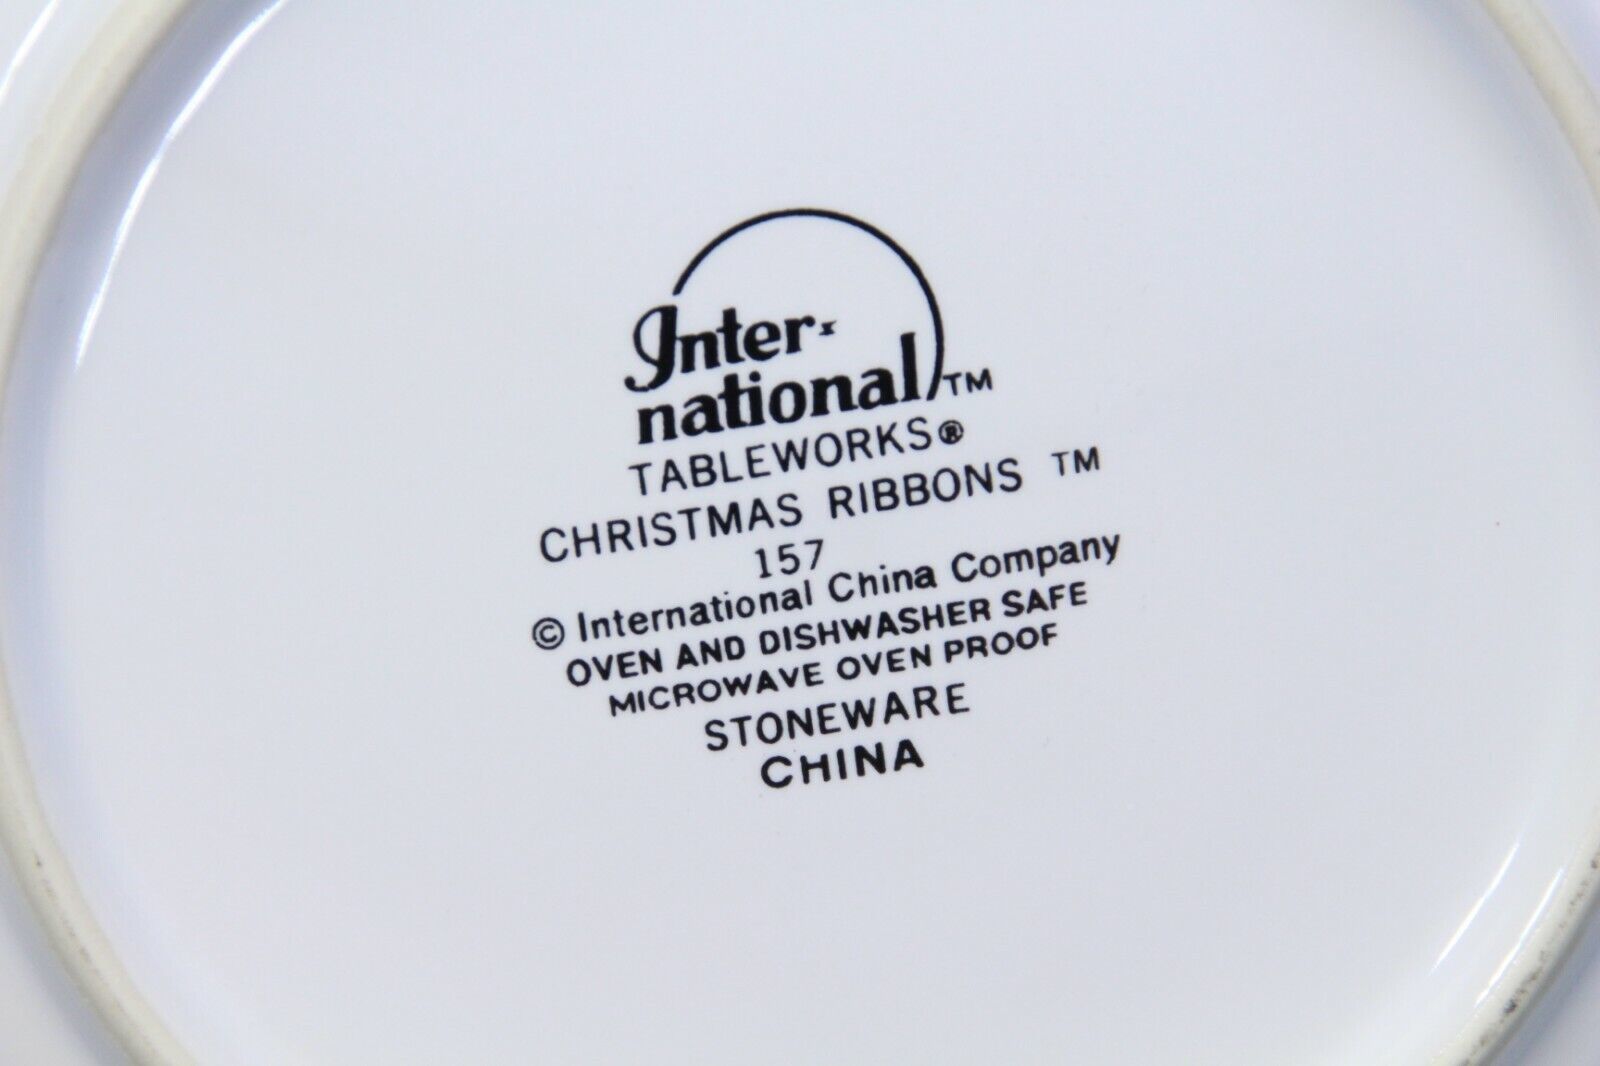 Inter-
national™
TABLEWORKS®
CHRISTMAS RIBBONS ™
157
© International China Company
OVEN AND DISHWASHER SAFE
MICROWAVE OVEN PROOF
STONEWARE
CHINA